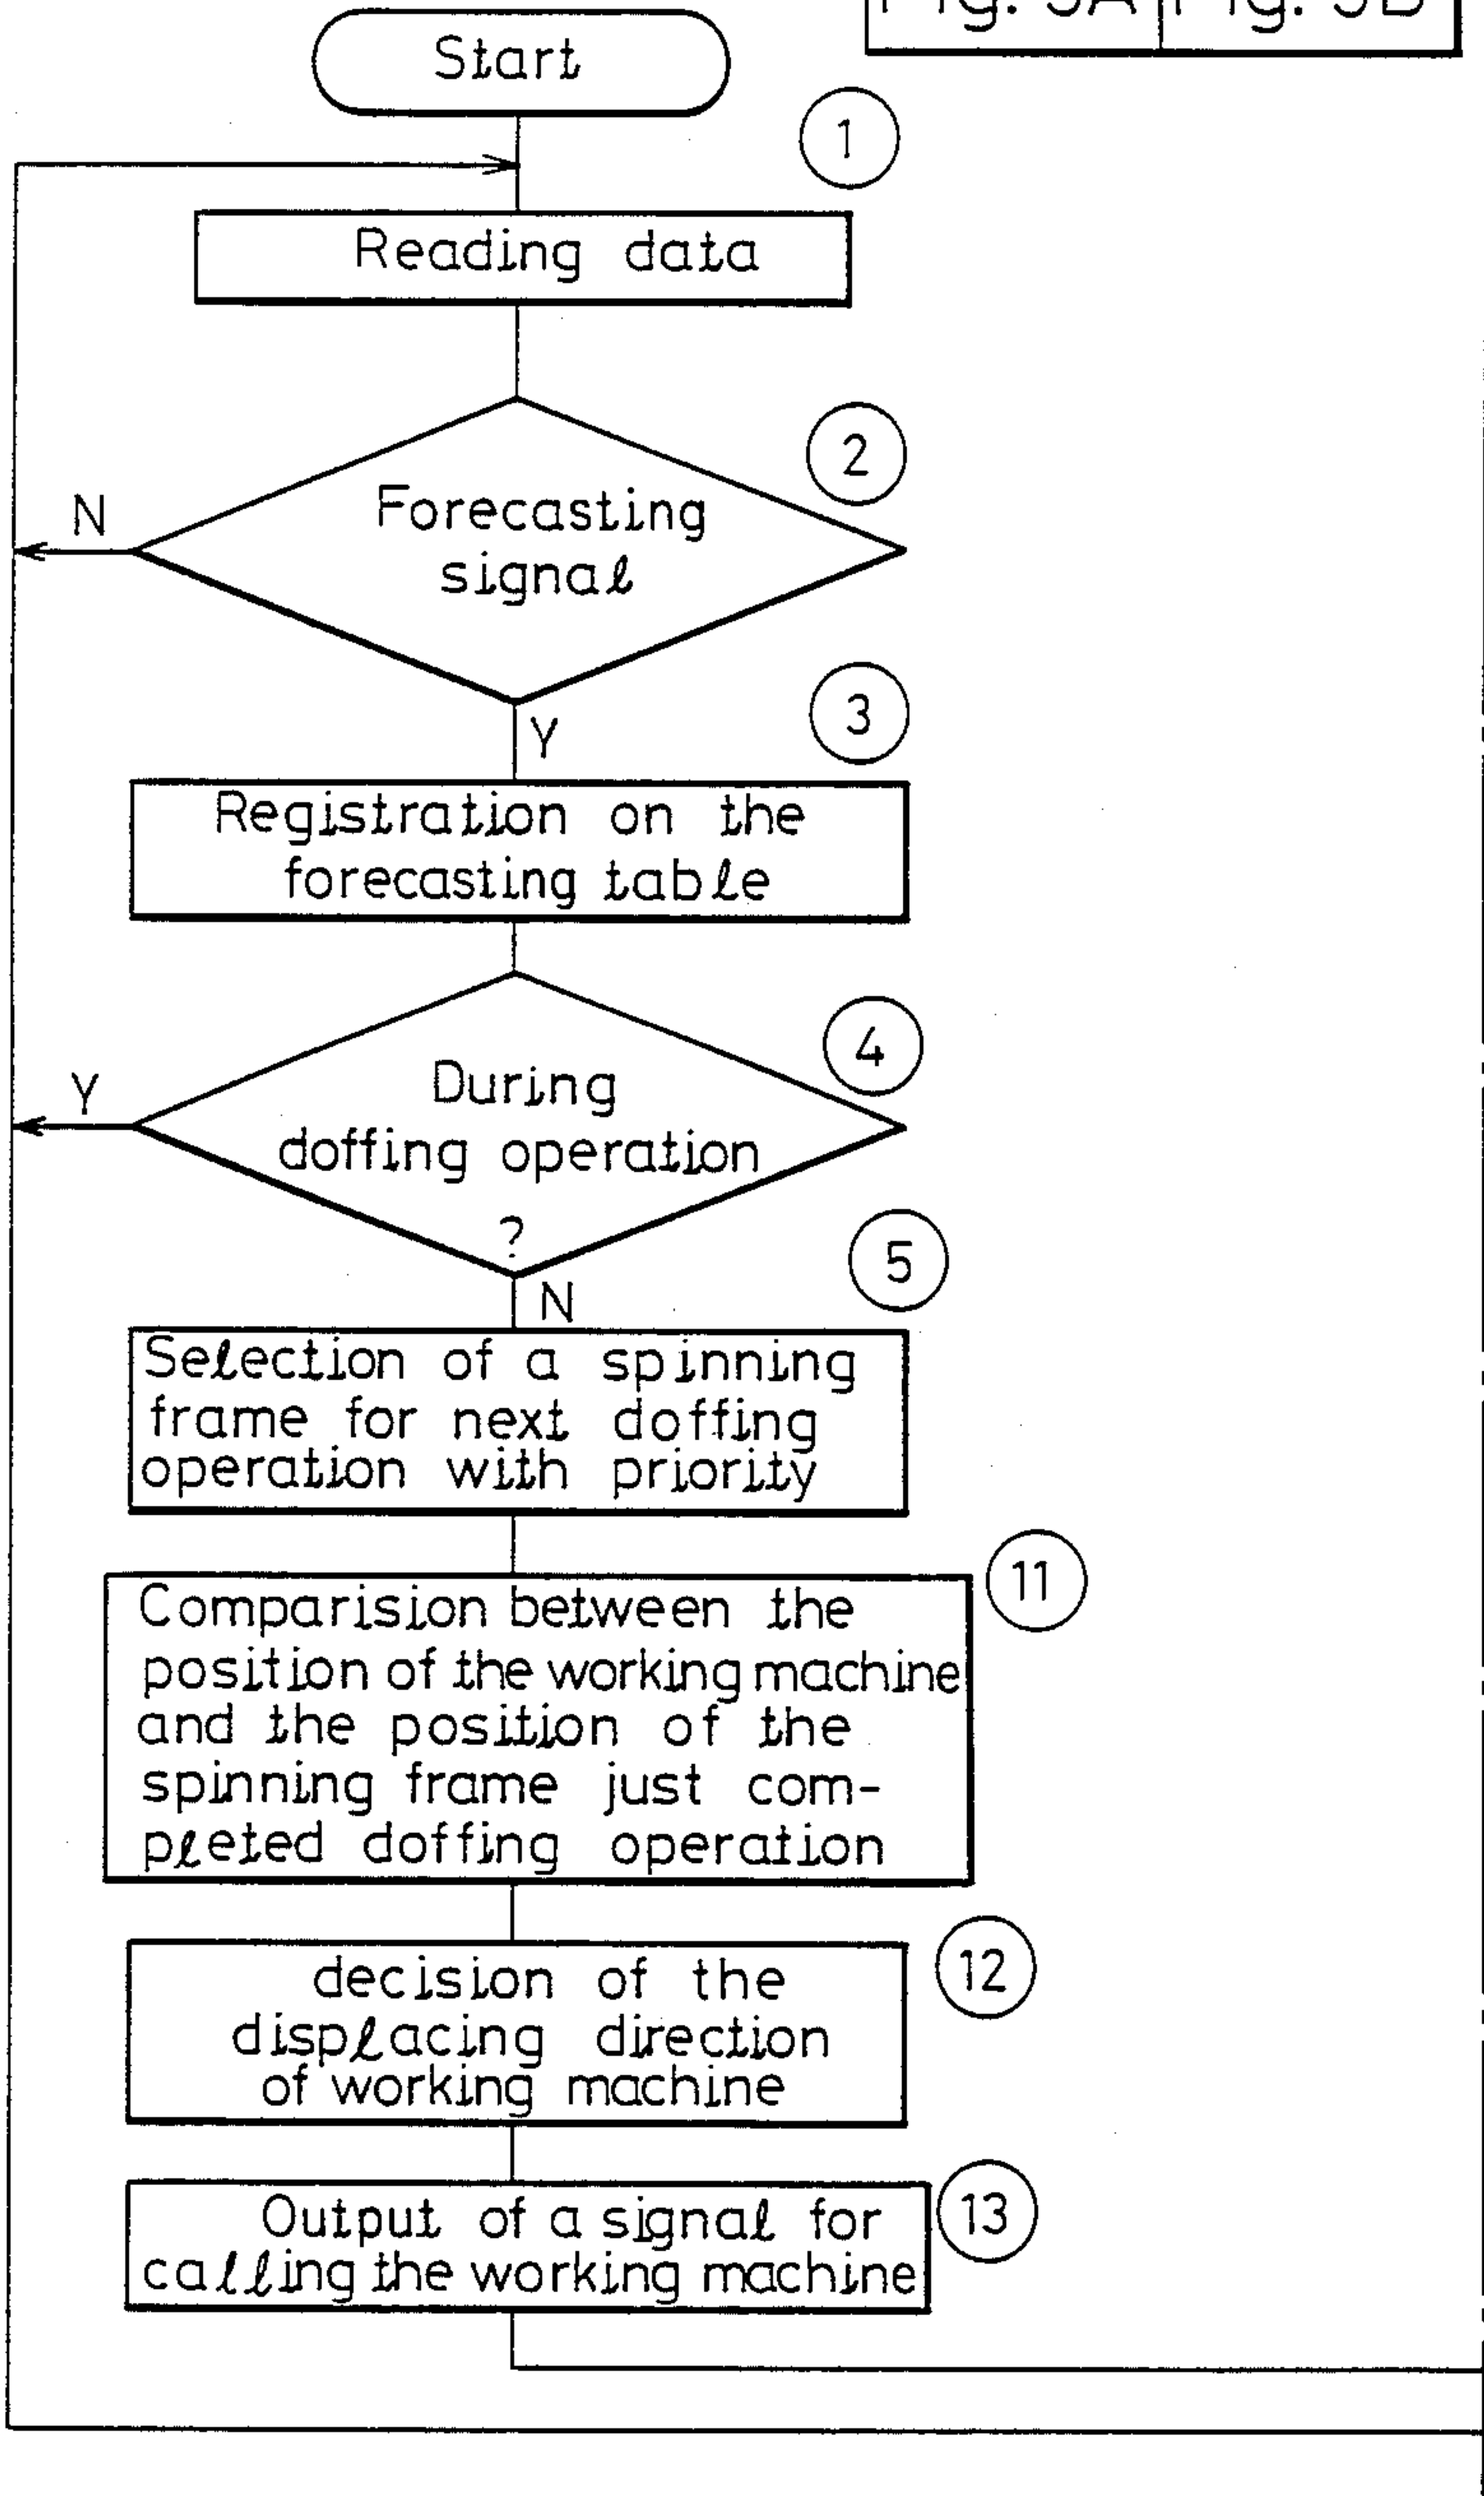 Start
1
Reading data
2
N
Forecasting
signal
Y
3
Registration on the
forecasting table
4
Y
During
doffing operation
?
5
N
Selection of a spinning
frame for next doffing
operation with priority
11
Comparision between the
position of the working machine
and the position of the
spinning frame just com-
pleted doffing operation
12
decision of the
displacing direction
of working machine
13
Output of a signal for
calling the working machine